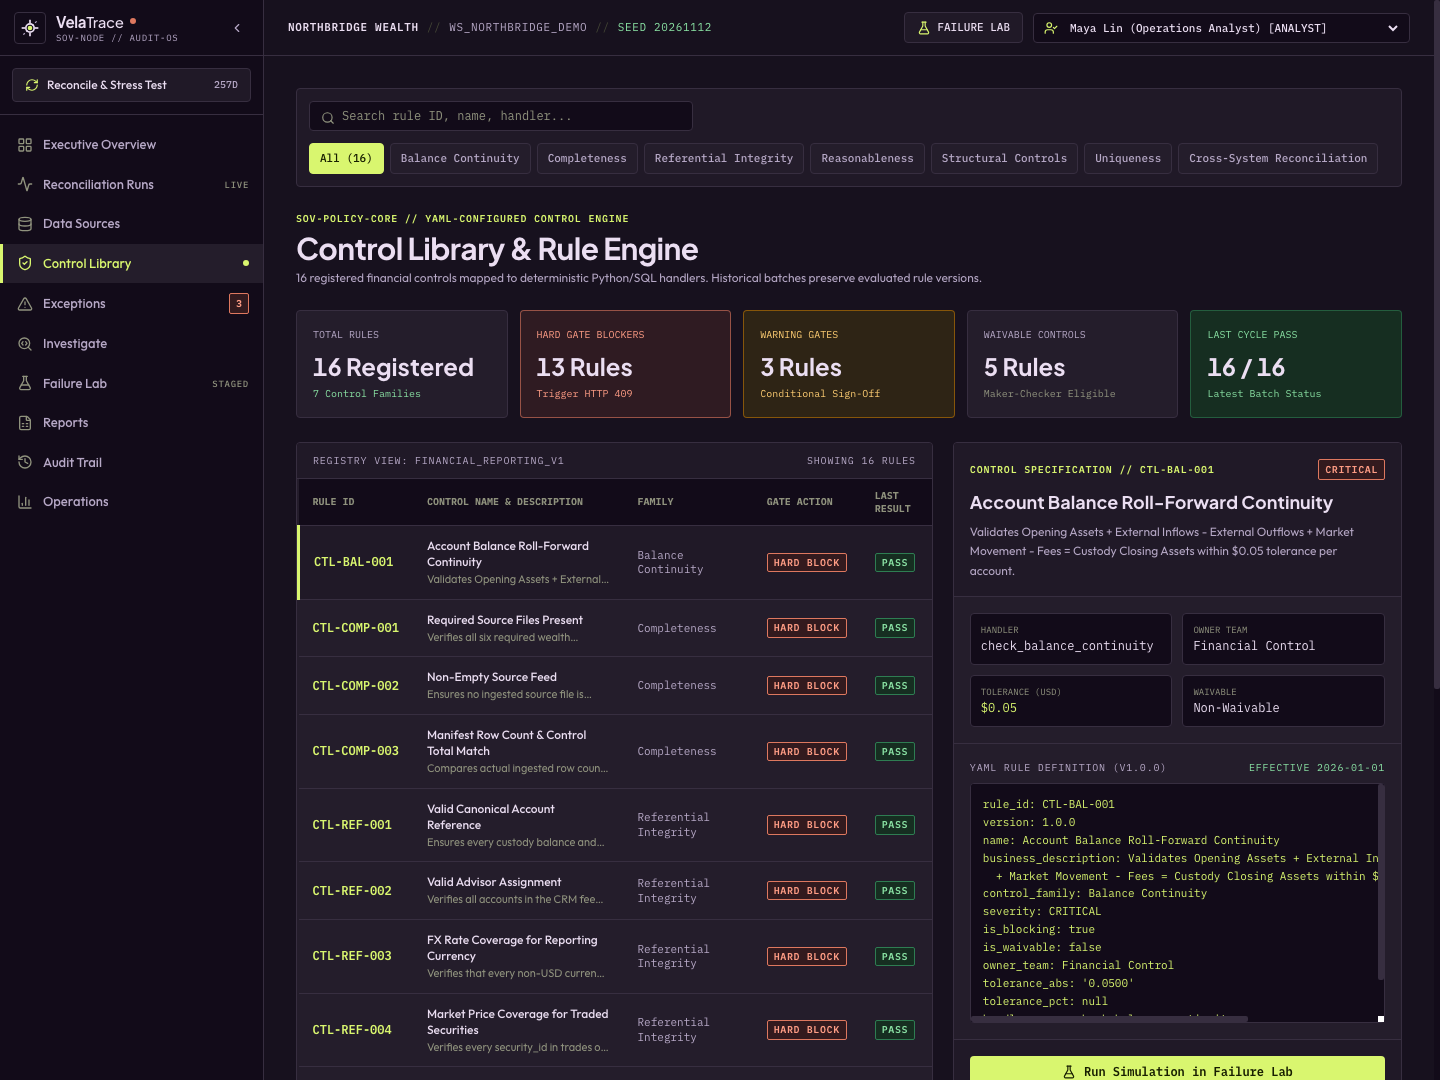 VelaTrace
SOV-NODE // AUDIT-OS
NORTHBRIDGE WEALTH // WS_NORTHBRIDGE_DEMO // SEED 20261112
FAILURE LAB
Maya Lin (Operations Analyst) [ANALYST]
Reconcile & Stress Test 257D
Executive Overview
Reconciliation Runs LIVE
Data Sources
Control Library
Exceptions 3
Investigate
Failure Lab STAGED
Reports
Audit Trail
Operations
Search rule ID, name, handler...
All (16) Balance Continuity Completeness Referential Integrity Reasonableness Structural Controls Uniqueness Cross-System Reconciliation
SOV-POLICY-CORE // YAML-CONFIGURED CONTROL ENGINE
Control Library & Rule Engine
16 registered financial controls mapped to deterministic Python/SQL handlers. Historical batches preserve evaluated rule versions.
TOTAL RULES
16 Registered
7 Control Families
HARD GATE BLOCKERS
13 Rules
Trigger HTTP 409
WARNING GATES
3 Rules
Conditional Sign-Off
WAIVABLE CONTROLS
5 Rules
Maker-Checker Eligible
LAST CYCLE PASS
16 / 16
Latest Batch Status
REGISTRY VIEW: FINANCIAL_REPORTING_V1 SHOWING 16 RULES
RULE ID CONTROL NAME & DESCRIPTION FAMILY GATE ACTION LAST RESULT
CTL-BAL-001
Account Balance Roll-Forward
Continuity
Validates Opening Assets + External...
Balance
Continuity
HARD BLOCK
PASS
CTL-COMP-001
Required Source Files Present
Verifies all six required wealth...
Completeness
HARD BLOCK
PASS
CTL-COMP-002
Non-Empty Source Feed
Ensures no ingested source file is...
Completeness
HARD BLOCK
PASS
CTL-COMP-003
Manifest Row Count & Control
Total Match
Compares actual ingested row coun...
Completeness
HARD BLOCK
PASS
CTL-REF-001
Valid Canonical Account
Reference
Ensures every custody balance and...
Referential
Integrity
HARD BLOCK
PASS
CTL-REF-002
Valid Advisor Assignment
Verifies all accounts in the CRM fee...
Referential
Integrity
HARD BLOCK
PASS
CTL-REF-003
FX Rate Coverage for Reporting
Currency
Verifies that every non-USD curren...
Referential
Integrity
HARD BLOCK
PASS
CTL-REF-004
Market Price Coverage for Traded
Securities
Verifies every security_id in trades o...
Referential
Integrity
HARD BLOCK
PASS
CONTROL SPECIFICATION // CTL-BAL-001 CRITICAL
Account Balance Roll-Forward Continuity
Validates Opening Assets + External Inflows - External Outflows + Market
Movement - Fees = Custody Closing Assets within $0.05 tolerance per
account.
HANDLER
check_balance_continuity
OWNER TEAM
Financial Control
TOLERANCE (USD)
$0.05
WAIVABLE
Non-Waivable
YAML RULE DEFINITION (V1.0.0) EFFECTIVE 2026-01-01
rule_id: CTL-BAL-001
version: 1.0.0
name: Account Balance Roll-Forward Continuity
business_description: Validates Opening Assets + External In
+ Market Movement - Fees = Custody Closing Assets within $
control_family: Balance Continuity
severity: CRITICAL
is_blocking: true
is_waivable: false
owner_team: Financial Control
tolerance_abs: '0.0500'
tolerance_pct: null
Run Simulation in Failure Lab